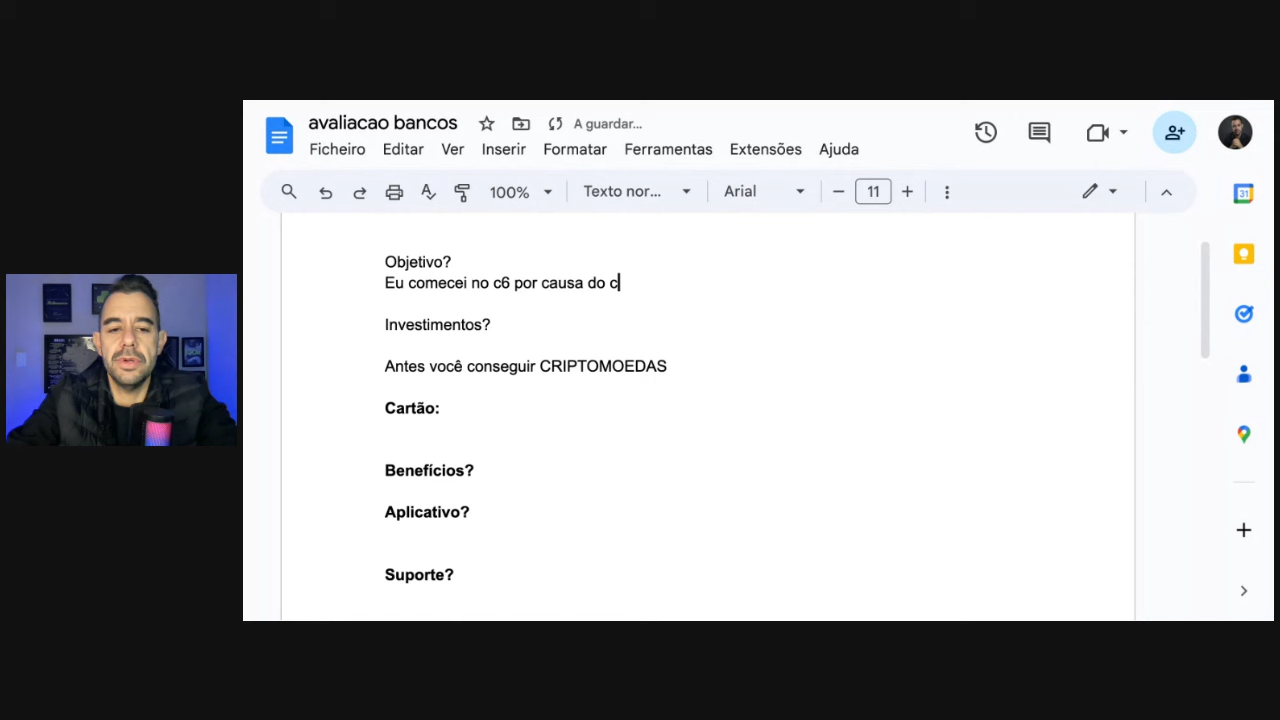 avaliacao bancos
A guardar...
Ficheiro Editar Ver Inserir Formatar Ferramentas Extensões Ajuda
100% Texto nor... Arial 11
31
Objetivo?
Eu comecei no c6 por causa do c
Investimentos?
Antes você conseguir CRIPTOMOEDAS
Cartão:
Benefícios?
Aplicativo?
Suporte?